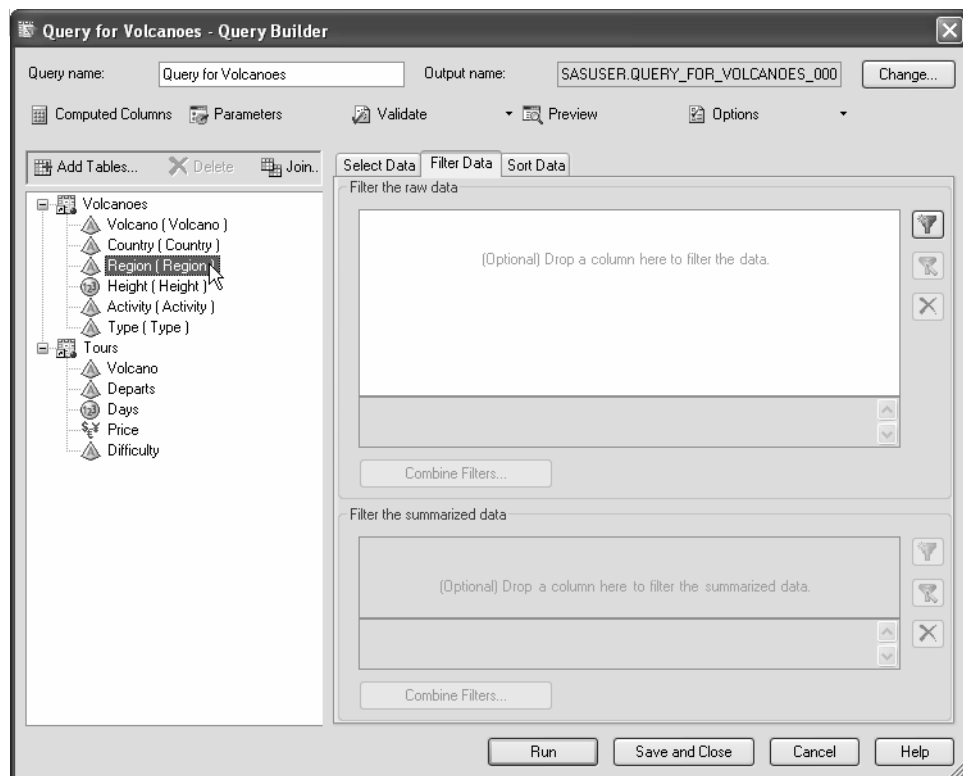 Query for Volcanoes - Query Builder
Query name: Query for Volcanoes Output name: SASUSER.QUERY_FOR_VOLCANOES_000 Change...
Computed Columns Parameters Validate Preview Options
Add Tables... Delete Join..
Volcanoes
Volcano ( Volcano )
Country ( Country )
Region ( Region )
Height ( Height )
Activity ( Activity )
Type ( Type )
Tours
Volcano
Departs
Days
Price
Difficulty
Select Data Filter Data Sort Data
Filter the raw data
(Optional) Drop a column here to filter the data.
Combine Filters...
Filter the summarized data
(Optional) Drop a column here to filter the summarized data.
Combine Filters...
Run Save and Close Cancel Help